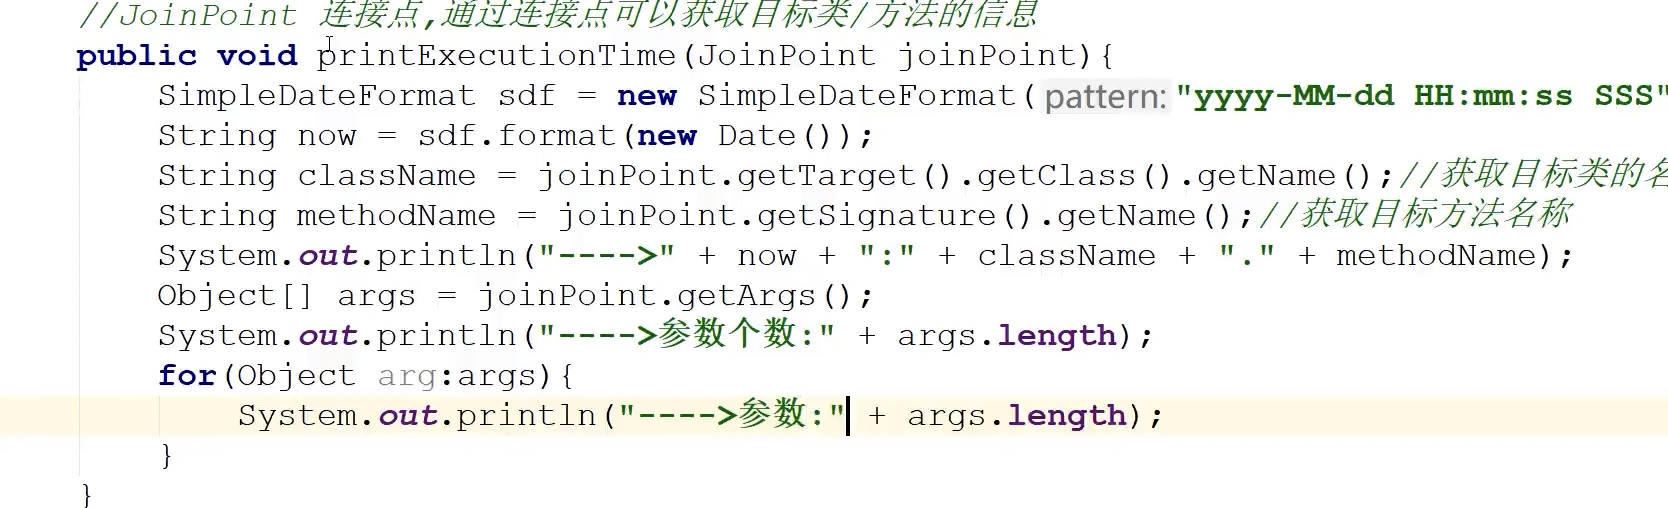 //JoinPoint 连接点,通过连接点可以获取目标类/方法的信息
public void printExecutionTime(JoinPoint joinPoint){
SimpleDateFormat sdf = new SimpleDateFormat( pattern: "yyyy-MM-dd HH:mm:ss SSS"
String now = sdf.format(new Date());
String className = joinPoint.getTarget().getClass().getName();//获取目标类的名
String methodName = joinPoint.getSignature().getName();//获取目标方法名称
System.out.println("---->" + now + ":" + className + "." + methodName);
Object[] args = joinPoint.getArgs();
System.out.println("---->参数个数:" + args.length);
for(Object arg:args){
System.out.println("---->参数:" + args.length);
}
}